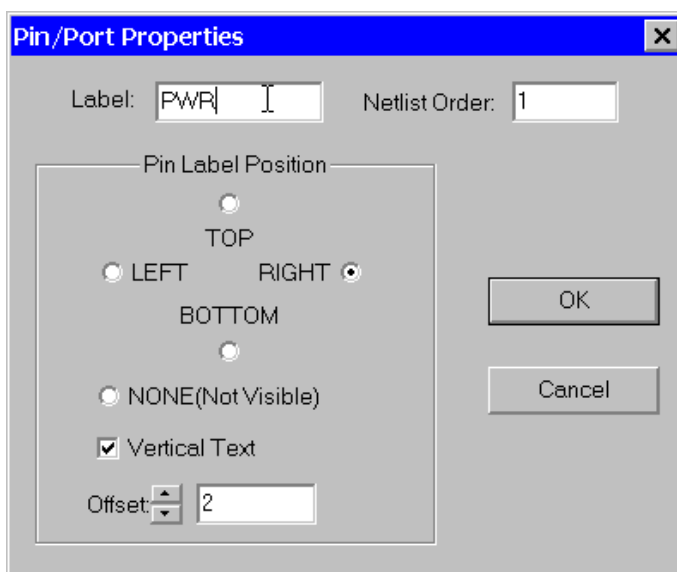 Pin/Port Properties
Label: PWR Netlist Order: 1
Pin Label Position
TOP
LEFT RIGHT
BOTTOM
OK
NONE(Not Visible)
Cancel
Vertical Text
Offset: 2